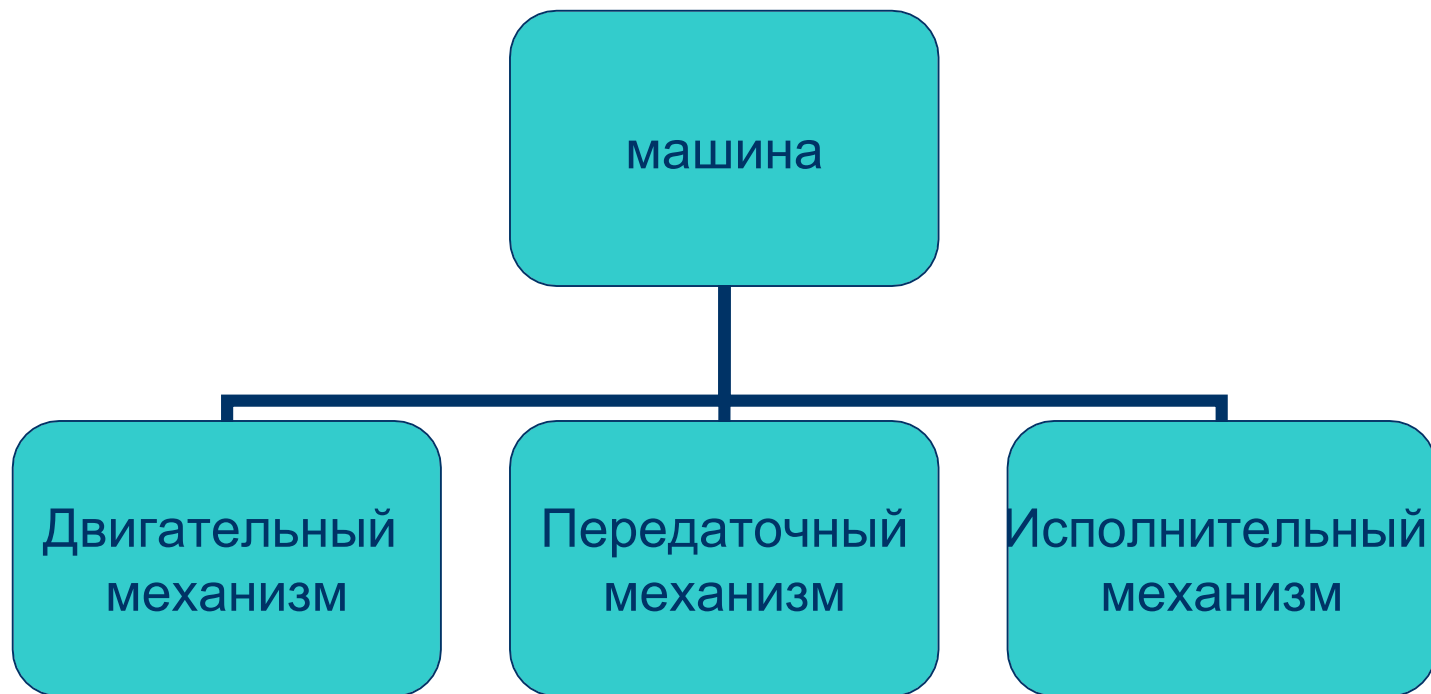 машина
Двигательный
механизм
Передаточный
механизм
Исполнительный
механизм